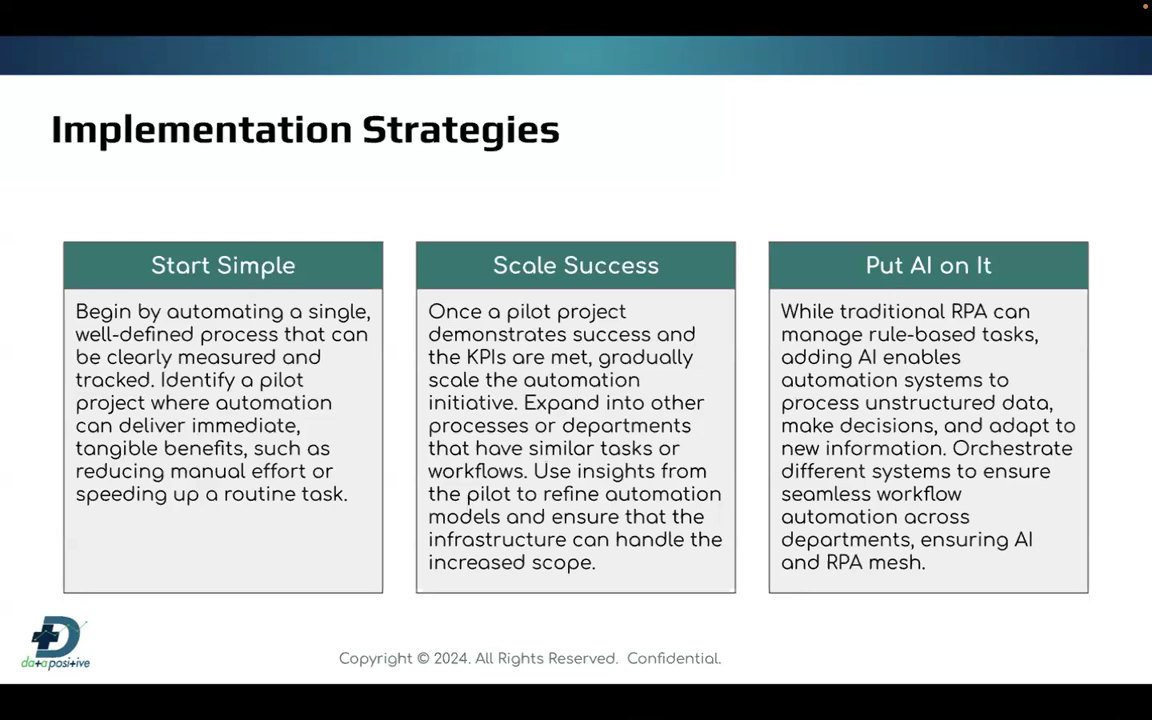 Implementation Strategies
Start Simple
Begin by automating a single,
well-defined process that can
be clearly measured and
tracked. Identify a pilot
project where automation
can deliver immediate,
tangible benefits, such as
reducing manual effort or
speeding up a routine task.
Scale Success
Once a pilot project
demonstrates success and
the KPIs are met, gradually
scale the automation
initiative. Expand into other
processes or departments
that have similar tasks or
workflows. Use insights from
the pilot to refine automation
models and ensure that the
infrastructure can handle the
increased scope.
Put AI on It
While traditional RPA can
manage rule-based tasks,
adding AI enables
automation systems to
process unstructured data,
make decisions, and adapt to
new information. Orchestrate
different systems to ensure
seamless workflow
automation across
departments, ensuring AI
and RPA mesh.
data positive
Copyright © 2024. All Rights Reserved. Confidential.